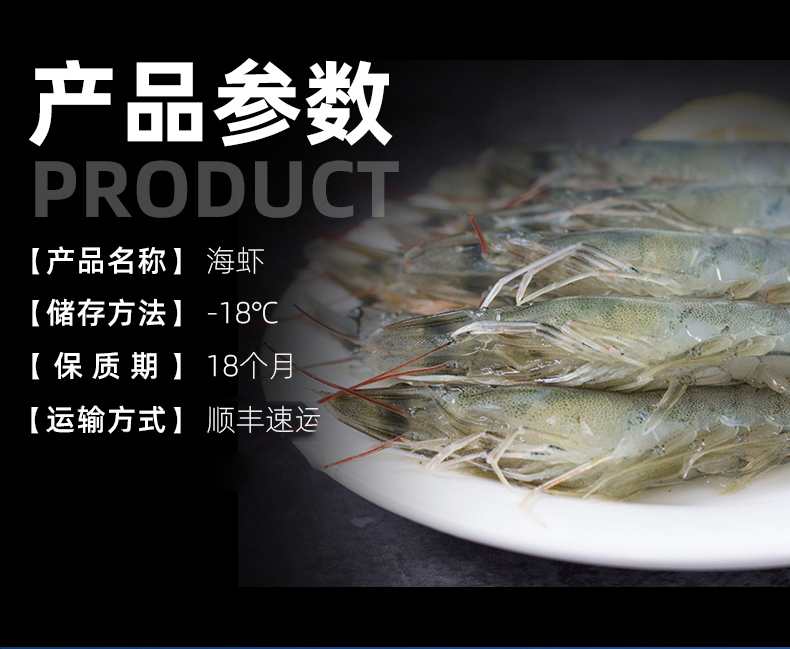 产品参数
PRODUCT
【产品名称】 海虾
【储存方法】 -18℃
【保质期】 18个月
【运输方式】 顺丰速运